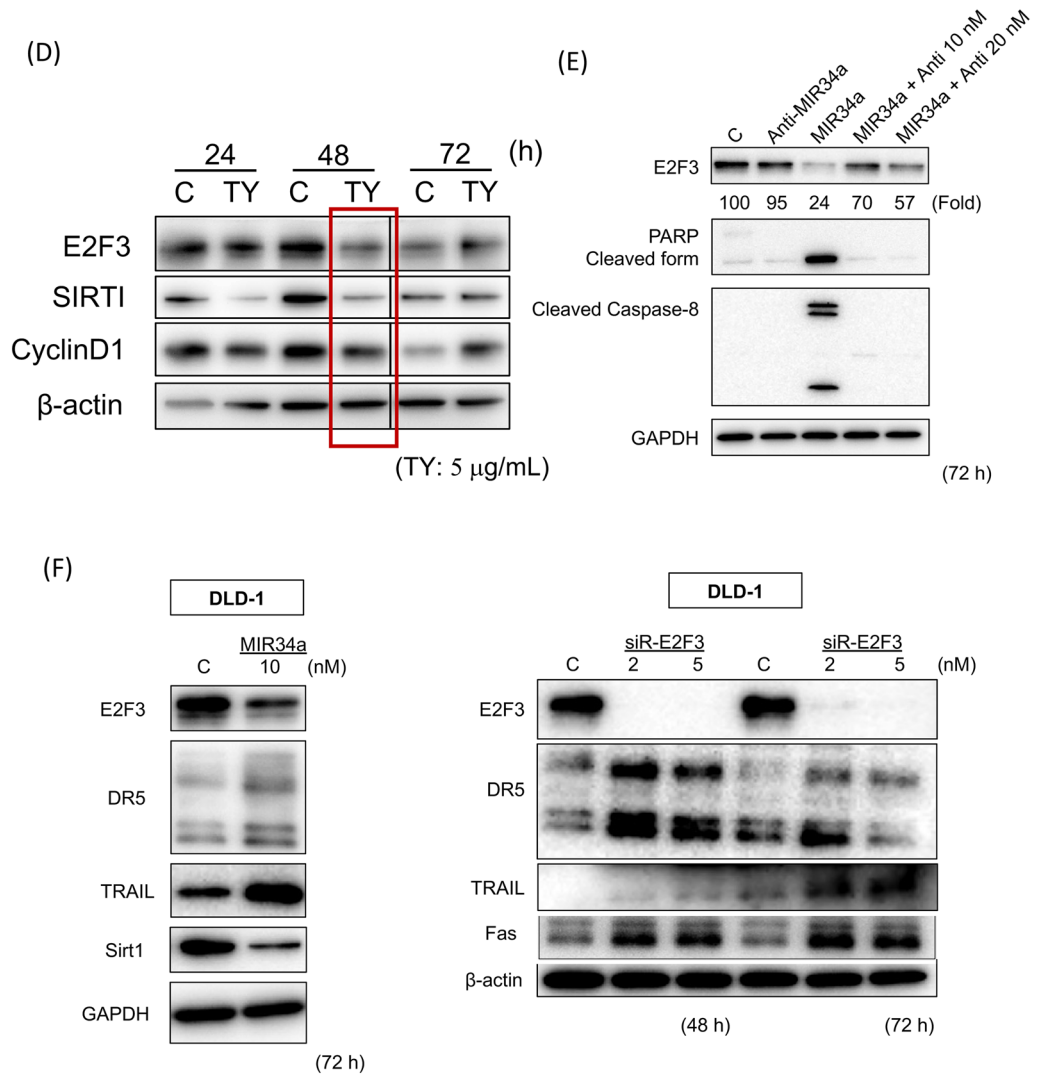 (D)
24 48 72 (h)
C TY C TY C TY
E2F3
SIRTI
CyclinD1
β-actin
(TY: 5 μg/mL)
(E)
C
Anti-MIR34a
MIR34a
MIR34a + Anti 10 nM
MIR34a + Anti 20 nM
E2F3
100 95 24 70 57 (Fold)
PARP
Cleaved form
Cleaved Caspase-8
GAPDH
(72 h)
(F)
DLD-1
MIR34a
C 10 (nM)
E2F3
DR5
TRAIL
Sirt1
GAPDH
(72 h)
DLD-1
siR-E2F3 siR-E2F3
C 2 5 C 2 5 (nM)
E2F3
DR5
TRAIL
Fas
β-actin
(48 h) (72 h)